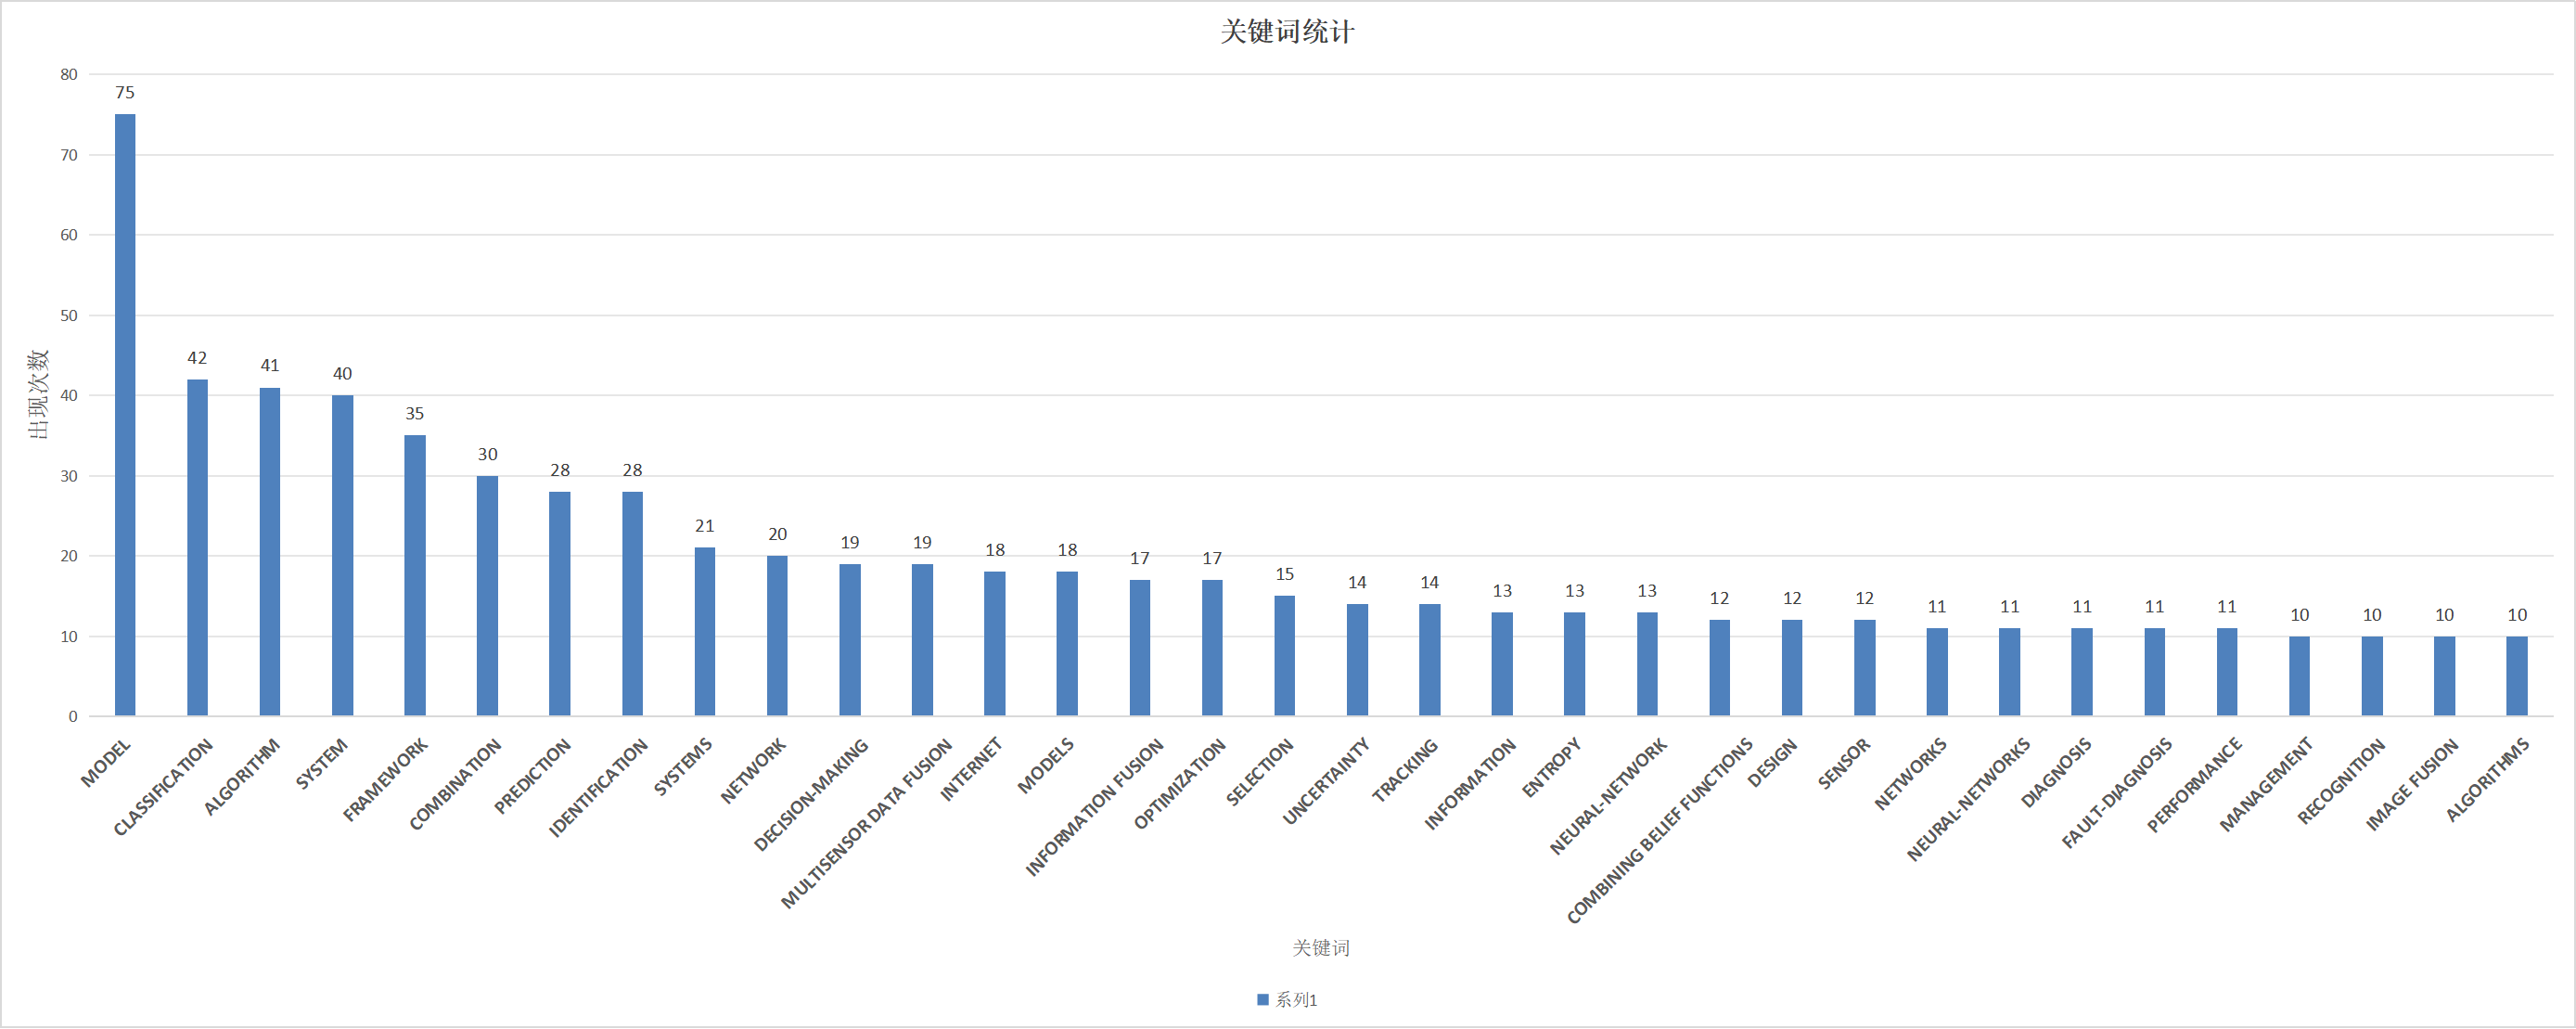 关键词统计
出现次数
80
70
60
50
40
30
20
10
0
75
42
41
40
35
30
28
28
21
20
19
19
18
18
17
17
15
14
14
13
13
13
12
12
12
11
11
11
11
11
10
10
10
10
MODEL
CLASSIFICATION
ALGORITHM
SYSTEM
FRAMEWORK
COMBINATION
PREDICTION
IDENTIFICATION
SYSTEMS
NETWORK
DECISION-MAKING
MULTISENSOR DATA FUSION
INTERNET
MODELS
INFORMATION FUSION
OPTIMIZATION
SELECTION
UNCERTAINTY
TRACKING
INFORMATION
ENTROPY
NEURAL-NETWORK
COMBINING BELIEF FUNCTIONS
DESIGN
SENSOR
NETWORKS
NEURAL-NETWORKS
DIAGNOSIS
FAULT-DIAGNOSIS
PERFORMANCE
MANAGEMENT
RECOGNITION
IMAGE FUSION
ALGORITHMS
关键词
系列1